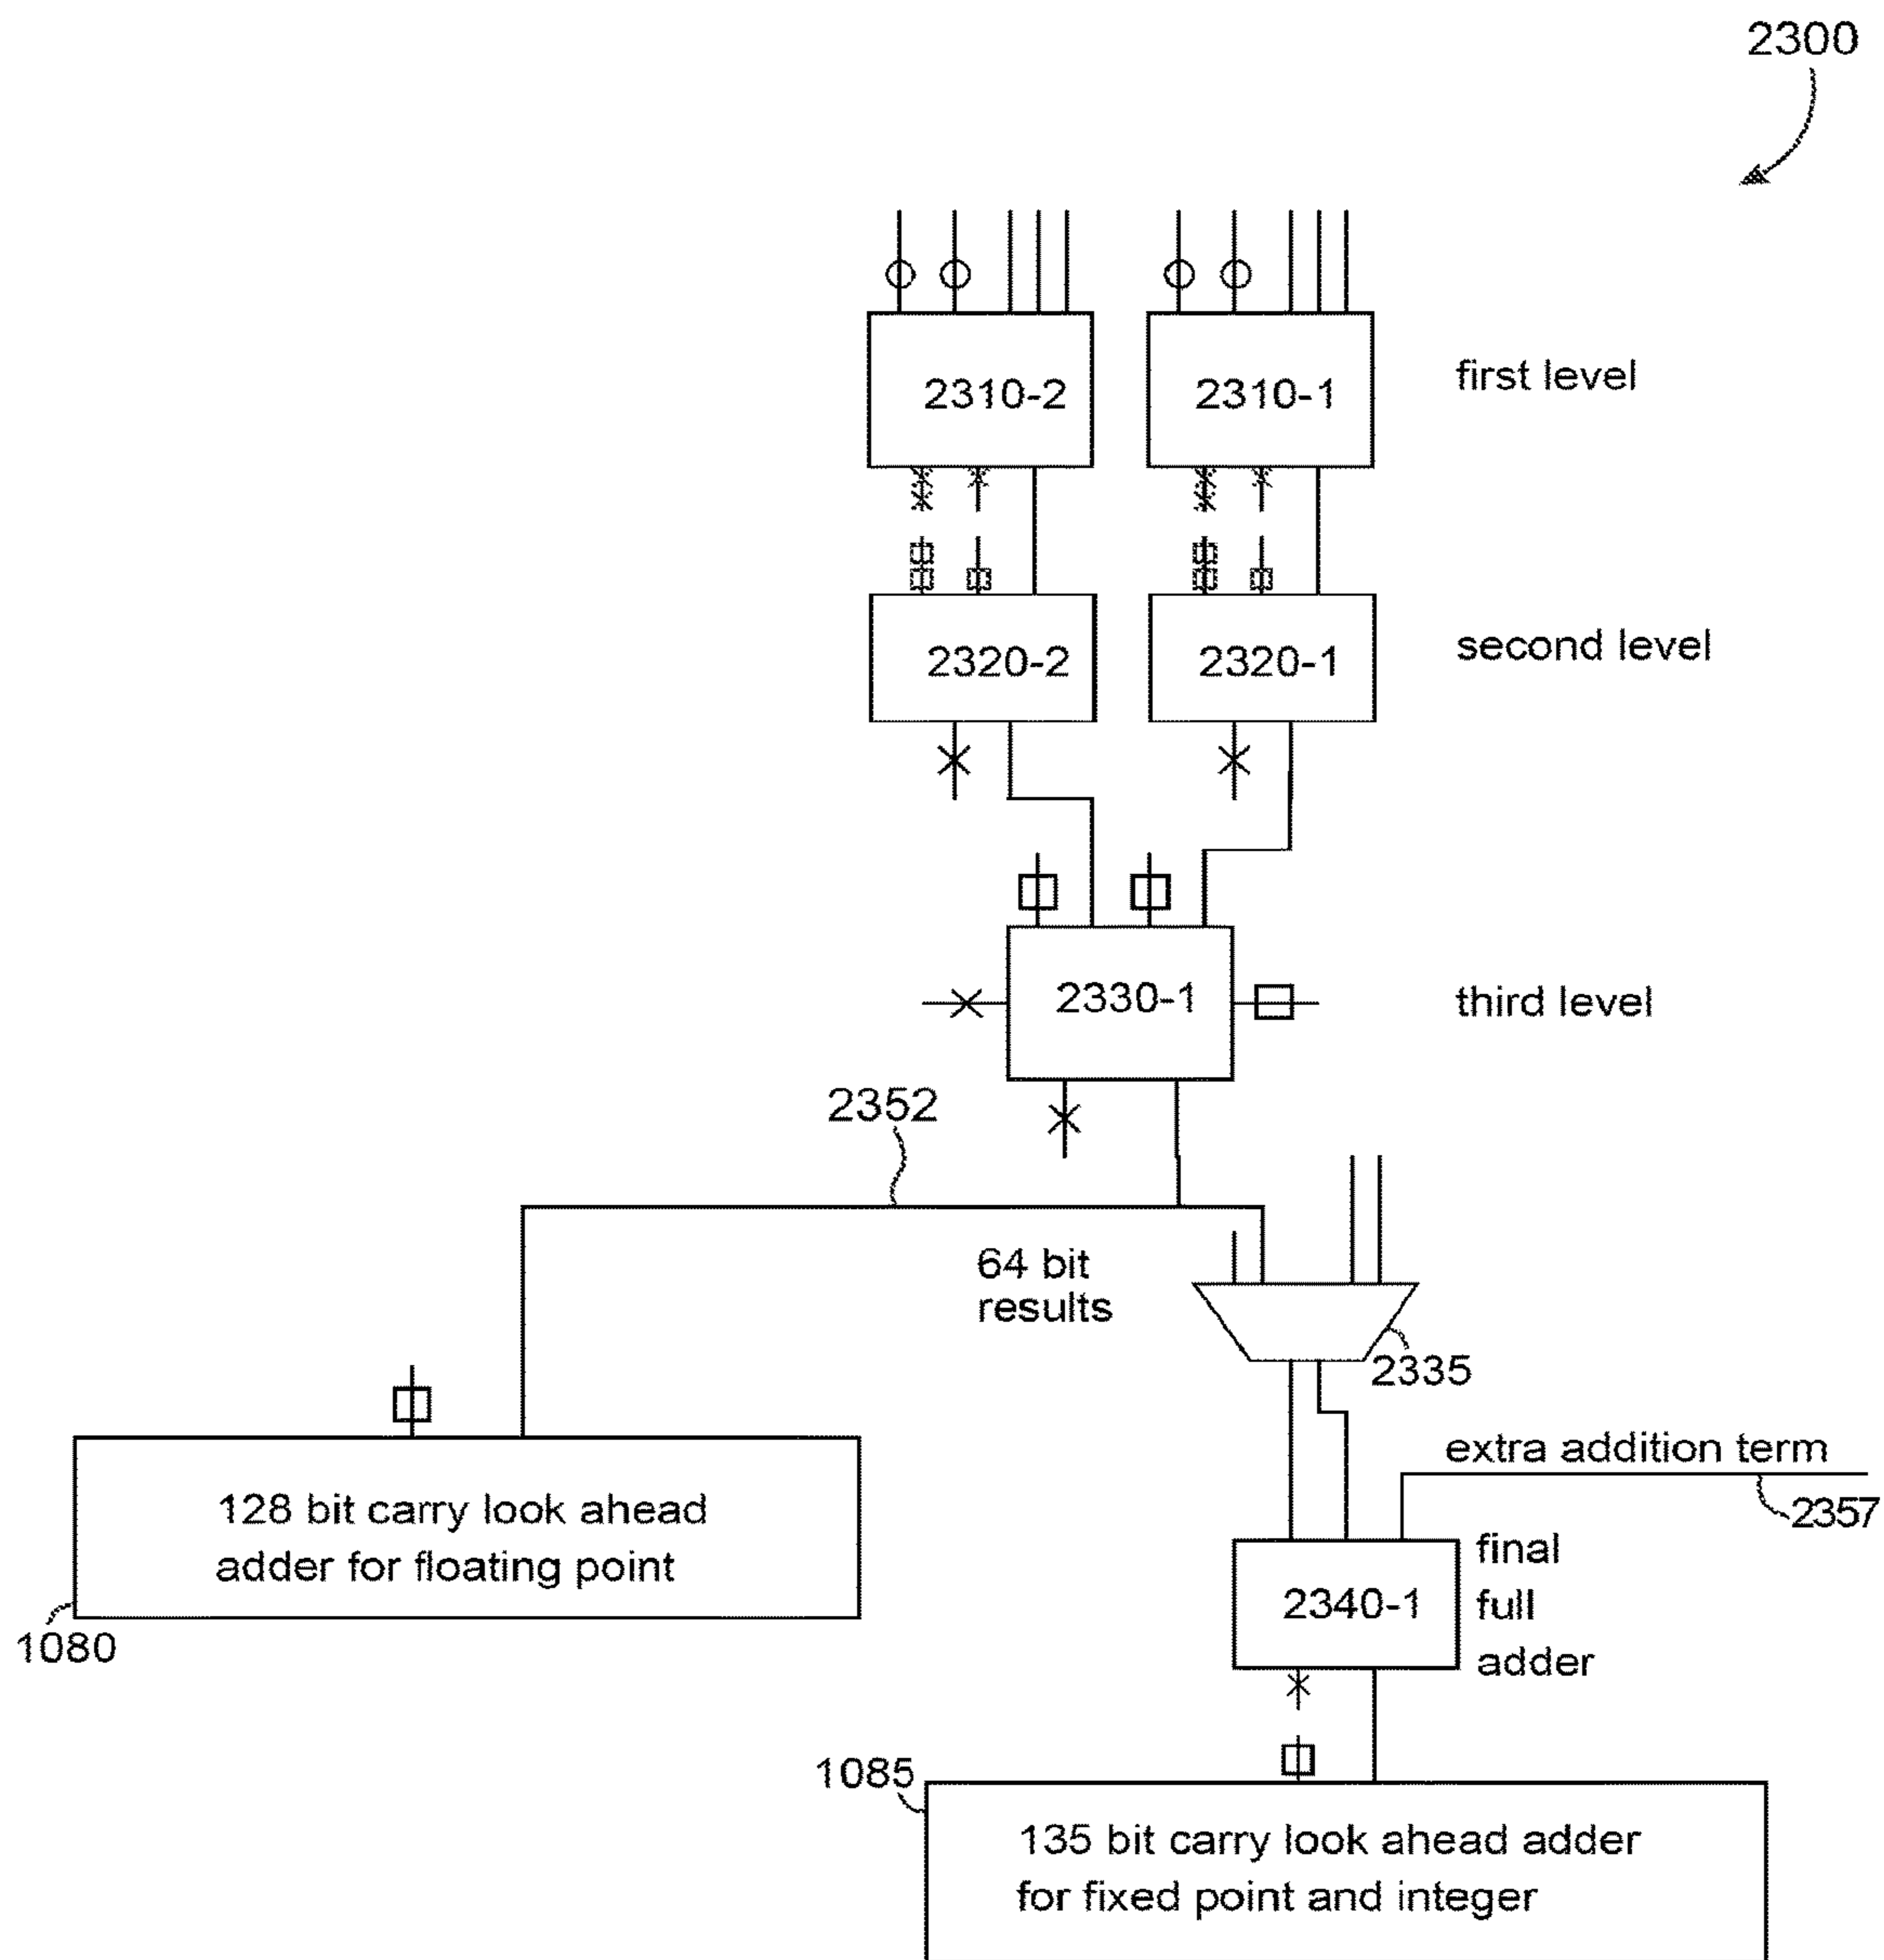 2300
2310-2
2310-1
first level
2320-2
2320-1
second level
2330-1
third level
2352
64 bit
results
2335
extra addition term
2357
128 bit carry look ahead
adder for floating point
1080
2340-1
final
full
adder
1085
135 bit carry look ahead adder
for fixed point and integer